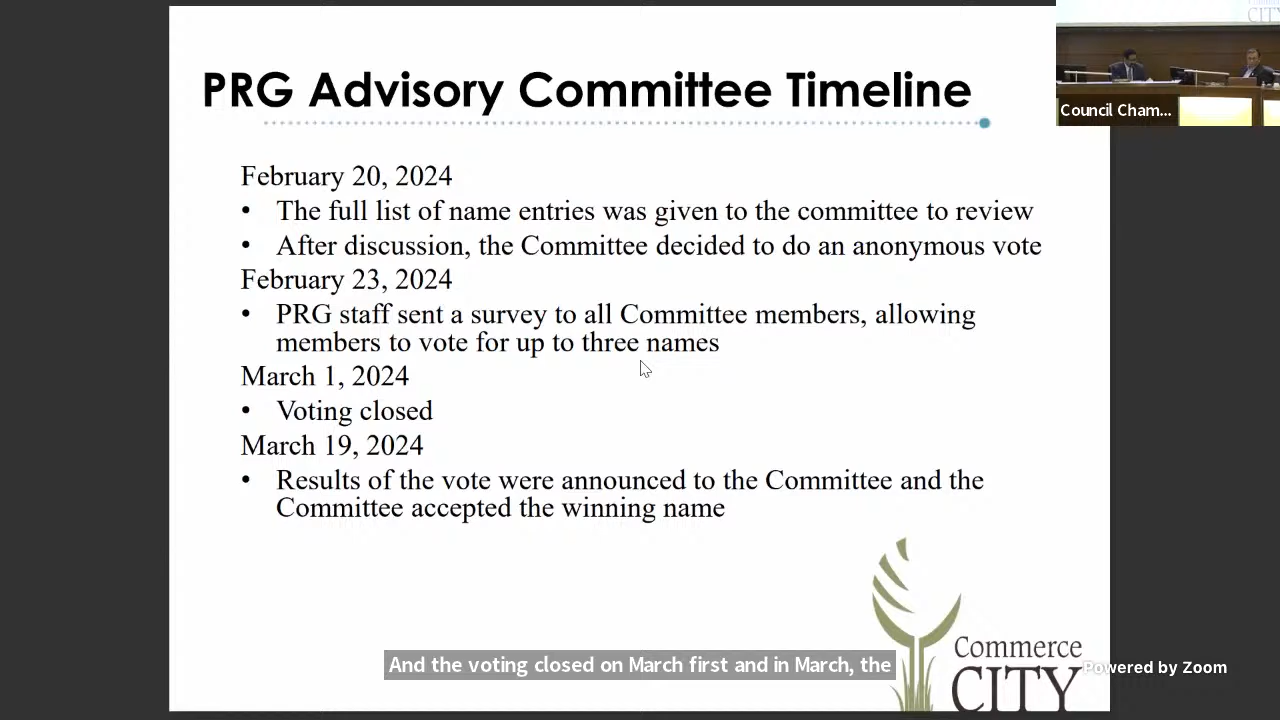 PRG Advisory Committee Timeline
February 20, 2024
• The full list of name entries was given to the committee to review
• After discussion, the Committee decided to do an anonymous vote
February 23, 2024
• PRG staff sent a survey to all Committee members, allowing
members to vote for up to three names
March 1, 2024
• Voting closed
March 19, 2024
• Results of the vote were announced to the Committee and the
Committee accepted the winning name
Commerce
CITY
And the voting closed on March first and in March, the
Powered by Zoom
Commerce
CITY
Council Cham...